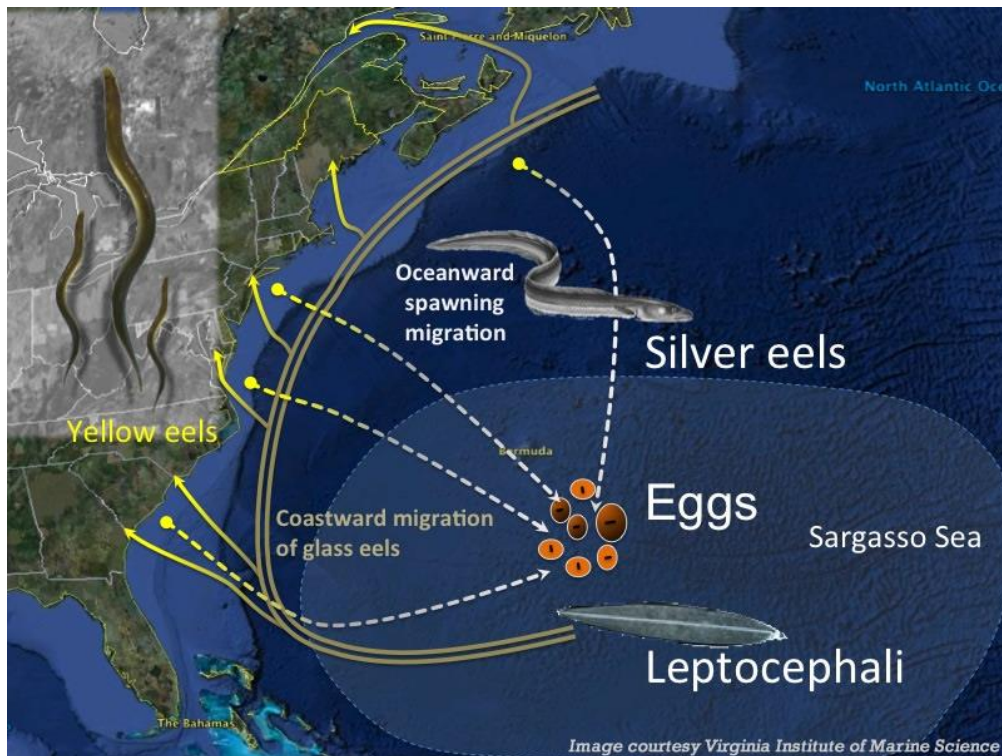 Saint Pierre and Miquelon
North Atlantic Oce
Oceanward
spawning
migration
Silver eels
Yellow eels
Bermuda
Eggs
Coastward migration
of glass eels
Sargasso Sea
Leptocephali
The Bahamas
Image courtesy Virginia Institute of Marine Science